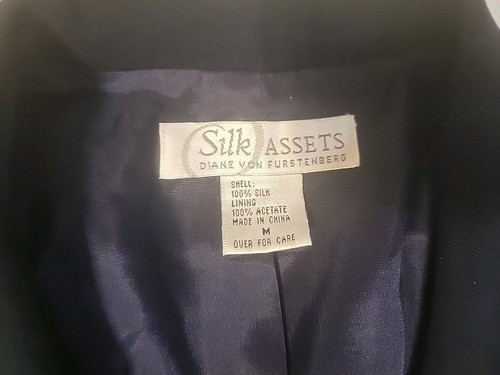 Silk ASSETS
DIANE VON FURSTENBERG
SHELL:
100% SILK
LINING
100% ACETATE
MADE IN CHINA
M
OVER FOR CARE